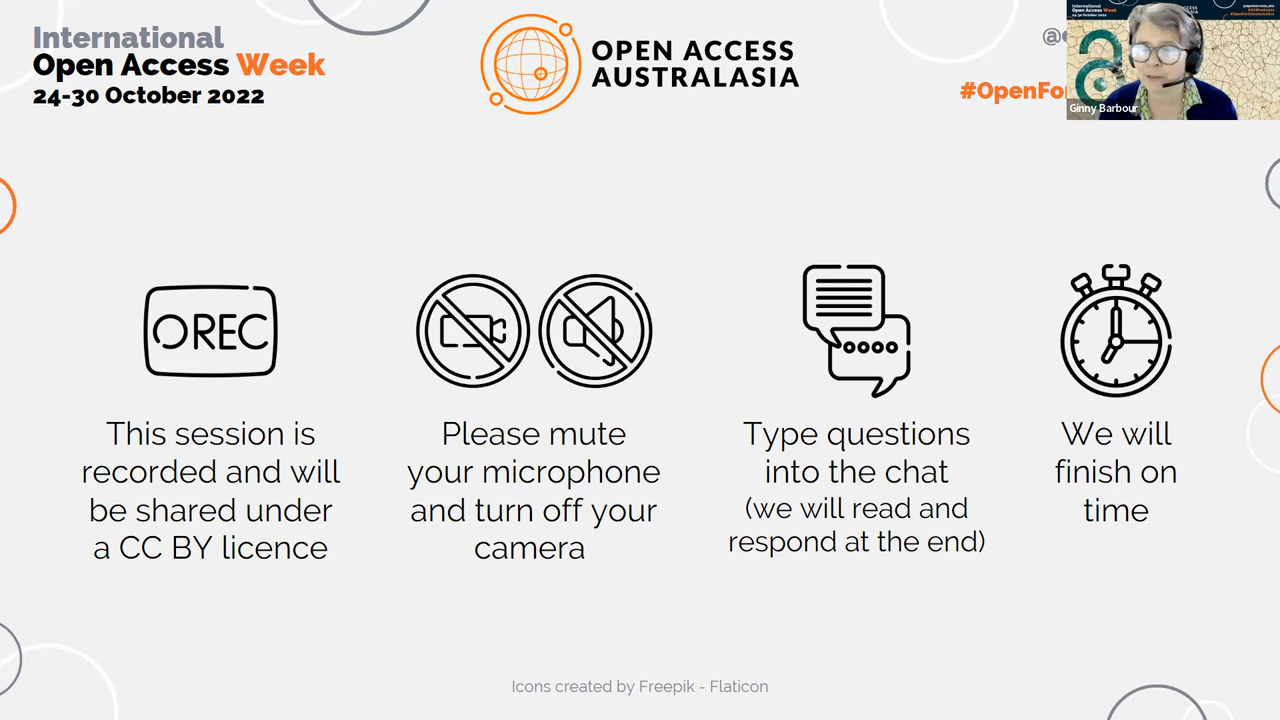 International
Open Access Week
24-30 October 2022
OPEN ACCESS
AUSTRALASIA
#OpenFo
Open Access Week
Ginny Barbour
REC
This session is
recorded and will
be shared under
a CC BY licence
Please mute
your microphone
and turn off your
camera
Type questions
into the chat
(we will read and
respond at the end)
We will
finish on
time
Icons created by Freepik - Flaticon